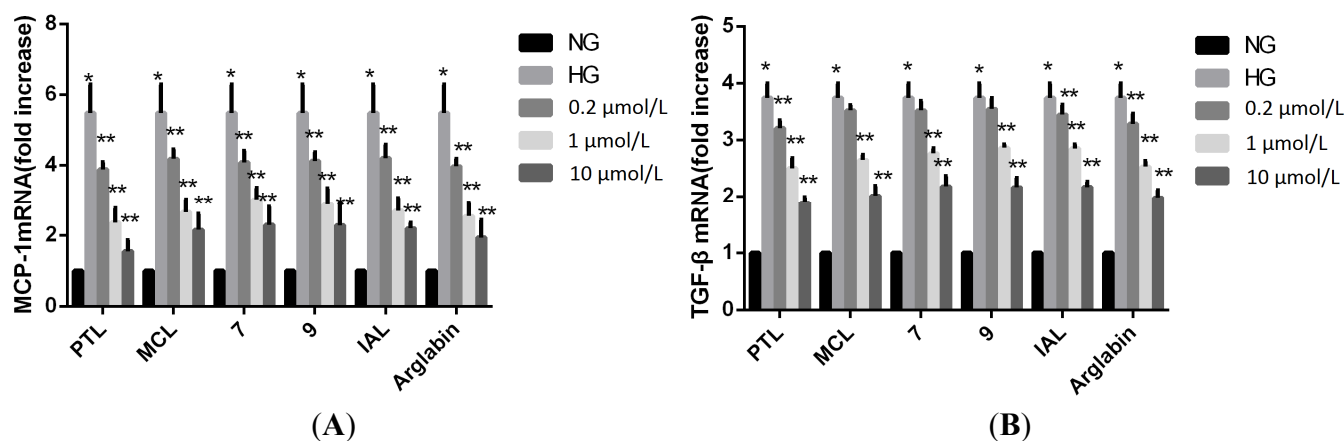 MCP-1mRNA(fold increase)
8
6
4
2
0
* * * * * *
** ** ** ** ** **
** ** ** ** ** **
** ** ** ** ** **
PTL MCL 7 9 IAL Arglabin
NG
HG
0.2 μmol/L
1 μmol/L
10 μmol/L
(A)
TGF-β mRNA(fold increase)
5
4
3
2
1
0
* * * * * *
** ** **
** ** ** ** ** **
** ** ** ** ** **
PTL MCL 7 9 IAL Arglabin
NG
HG
0.2 μmol/L
1 μmol/L
10 μmol/L
(B)